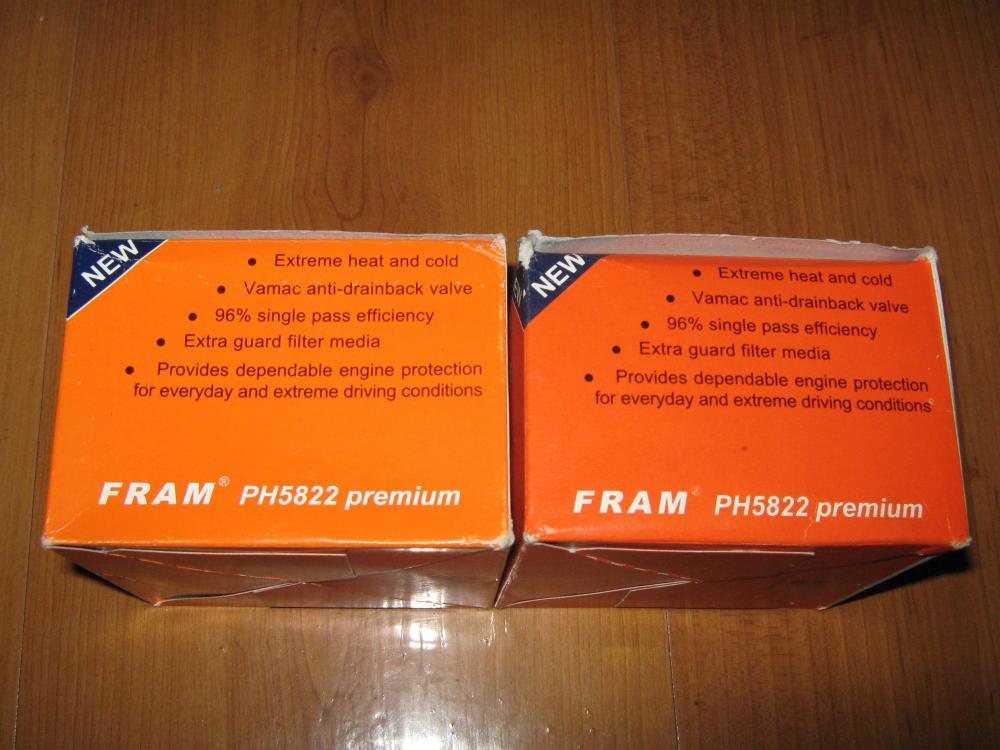 NEW
Extreme heat and cold
Vamac anti-drainback valve
96% single pass efficiency
Extra guard filter media
Provides dependable engine protection
for everyday and extreme driving conditions
FRAM® PH5822 premium
NEW
Extreme heat and cold
Vamac anti-drainback valve
96% single pass efficiency
Extra guard filter media
Provides dependable engine protection
for everyday and extreme driving conditions
FRAM® PH5822 premium